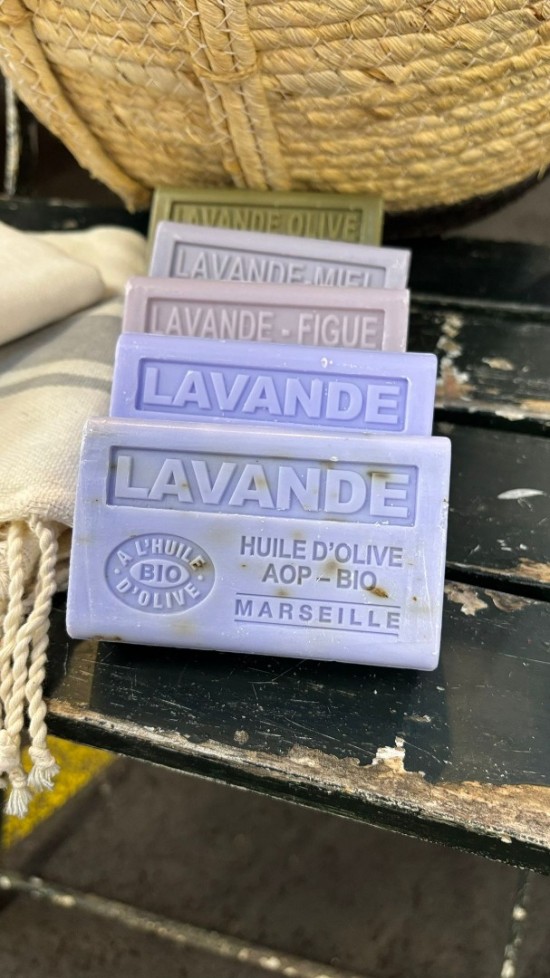 LAVANDE OLIVE
LAVANDE-MIEL
LAVANDE - FIGUE
LAVANDE
LAVANDE
A L'HUILE
BIO
D'OLIVE
HUILE D'OLIVE
AOP - BIO
MARSEILLE